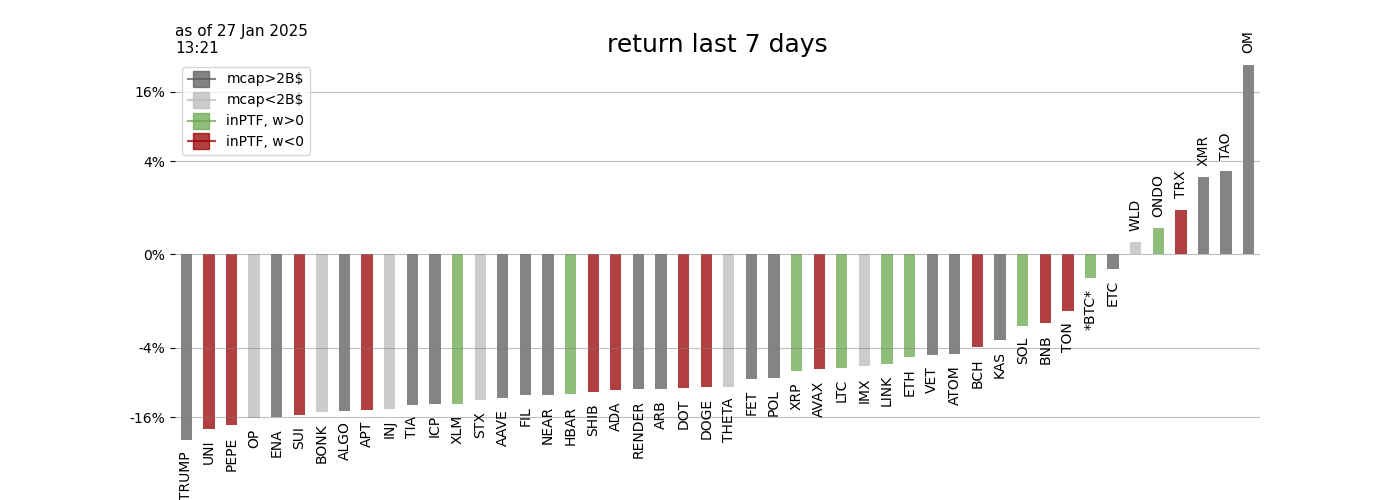 as of 27 Jan 2025
13:21
return last 7 days
mcap>2B$
mcap<2B$
inPTF, w>0
inPTF, w<0
16%
4%
0%
-4%
-16%
TRUMP
UNI
PEPE
OP
ENA
SUI
BONK
ALGO
APT
INJ
TIA
ICP
XLM
STX
AAVE
FIL
NEAR
HBAR
SHIB
ADA
RENDER
ARB
DOT
DOGE
THETA
FET
POL
XRP
AVAX
LTC
IMX
LINK
ETH
VET
ATOM
BCH
KAS
SOL
BNB
TON
*BTC*
ETC
WLD
ONDO
TRX
XMR
TAO
OM